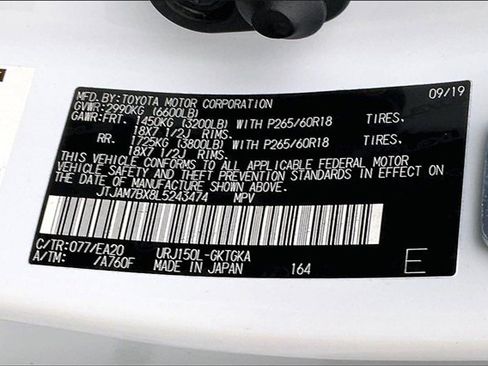 MFD.BY:TOYOTA MOTOR CORPORATION 09/19
GVWR:2990KG (6600LB)
GAWR:FRT. 1450KG (3200LB) WITH P265/60R18 TIRES.
18X7 1/2J RIMS.
RR. 1725KG (3800LB) WITH P265/60R18 TIRES.
18X7 1/2J RIMS.
THIS VEHICLE CONFORMS TO ALL APPLICABLE FEDERAL MOTOR
VEHICLE SAFETY AND THEFT PREVENTION STANDARDS IN EFFECT ON
THE DATE OF MANUFACTURE SHOWN ABOVE.
JTJAM7BX8L5243474 MPV
C/TR:077/EA20 URJ150L-GKTGKA
A/TM: /A760F MADE IN JAPAN 164 E